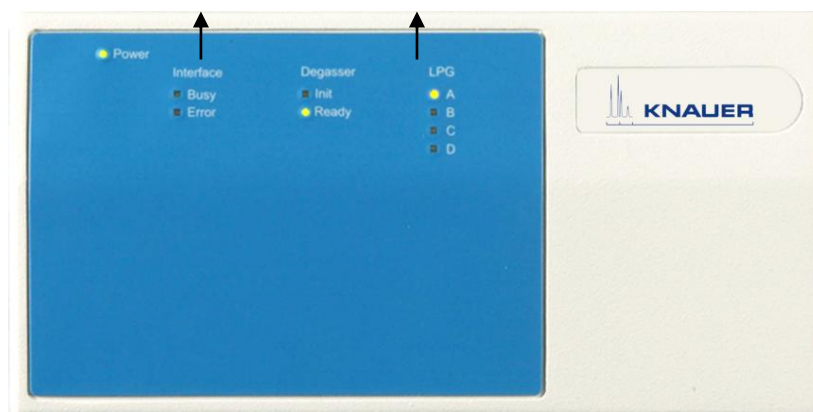 Power
Interface Degasser LPG
Busy Init A
Error Ready B
C
D
KNAUER